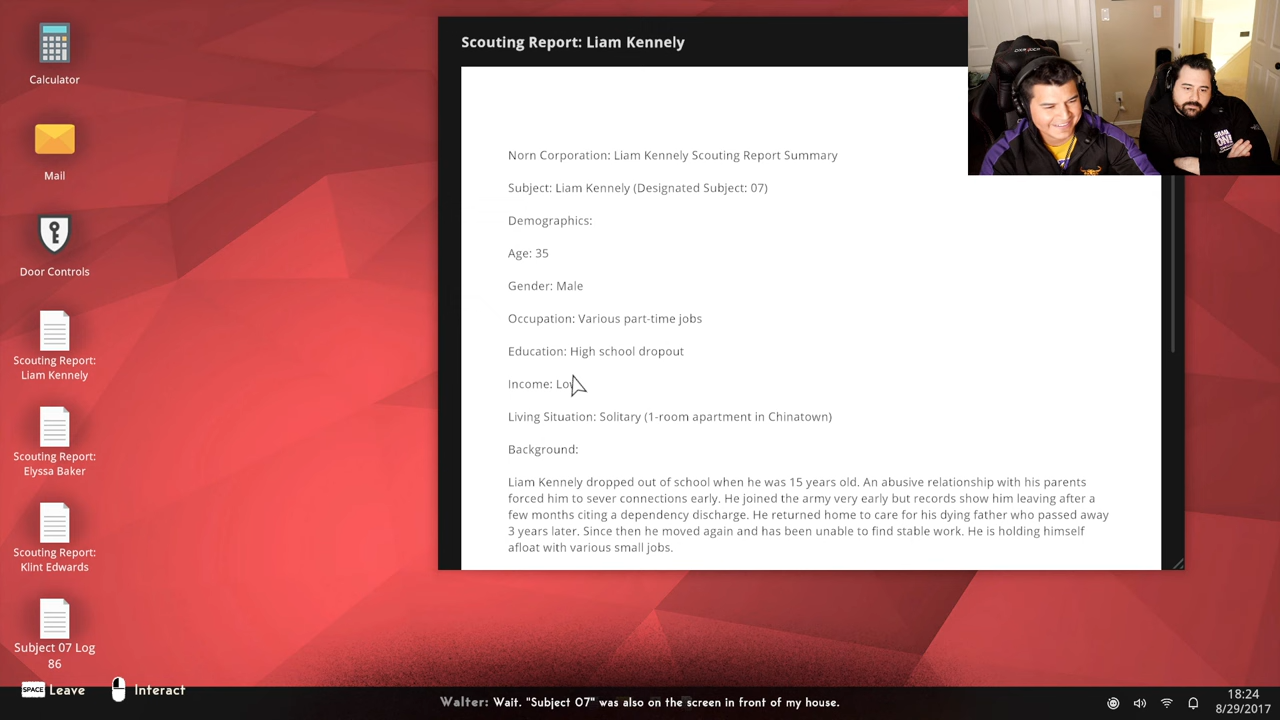 Calculator
Mail
Door Controls
Scouting Report:
Liam Kennely
Scouting Report:
Elyssa Baker
Scouting Report:
Klint Edwards
Subject 07 Log
86
Scouting Report: Liam Kennely
Norn Corporation: Liam Kennely Scouting Report Summary
Subject: Liam Kennely (Designated Subject: 07)
Demographics:
Age: 35
Gender: Male
Occupation: Various part-time jobs
Education: High school dropout
Income: Low
Living Situation: Solitary (1-room apartment in Chinatown)
Background:
Liam Kennely dropped out of school when he was 15 years old. An abusive relationship with his parents
forced him to sever connections early. He joined the army very early but records show him leaving after a
few months citing a dependency discharge. He returned home to care for his dying father who passed away
3 years later. Since then he moved again and has been unable to find stable work. He is holding himself
afloat with various small jobs.
SPACE Leave
Interact
Walter: Wait. "Subject 07" was also on the screen in front of my house.
18:24
8/29/2017